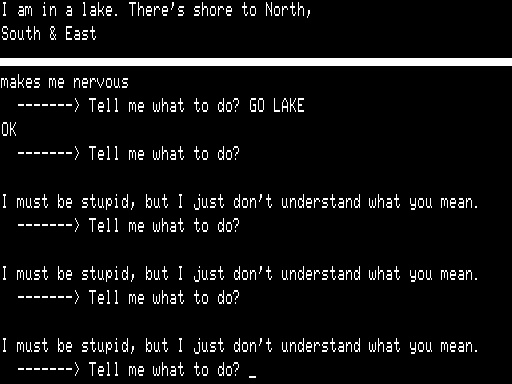 I am in a lake. There's shore to North,
South & East
makes me nervous
-------> Tell me what to do? GO LAKE
OK
-------> Tell me what to do?
I must be stupid, but I just don't understand what you mean.
-------> Tell me what to do?
I must be stupid, but I just don't understand what you mean.
-------> Tell me what to do?
I must be stupid, but I just don't understand what you mean.
-------> Tell me what to do? _